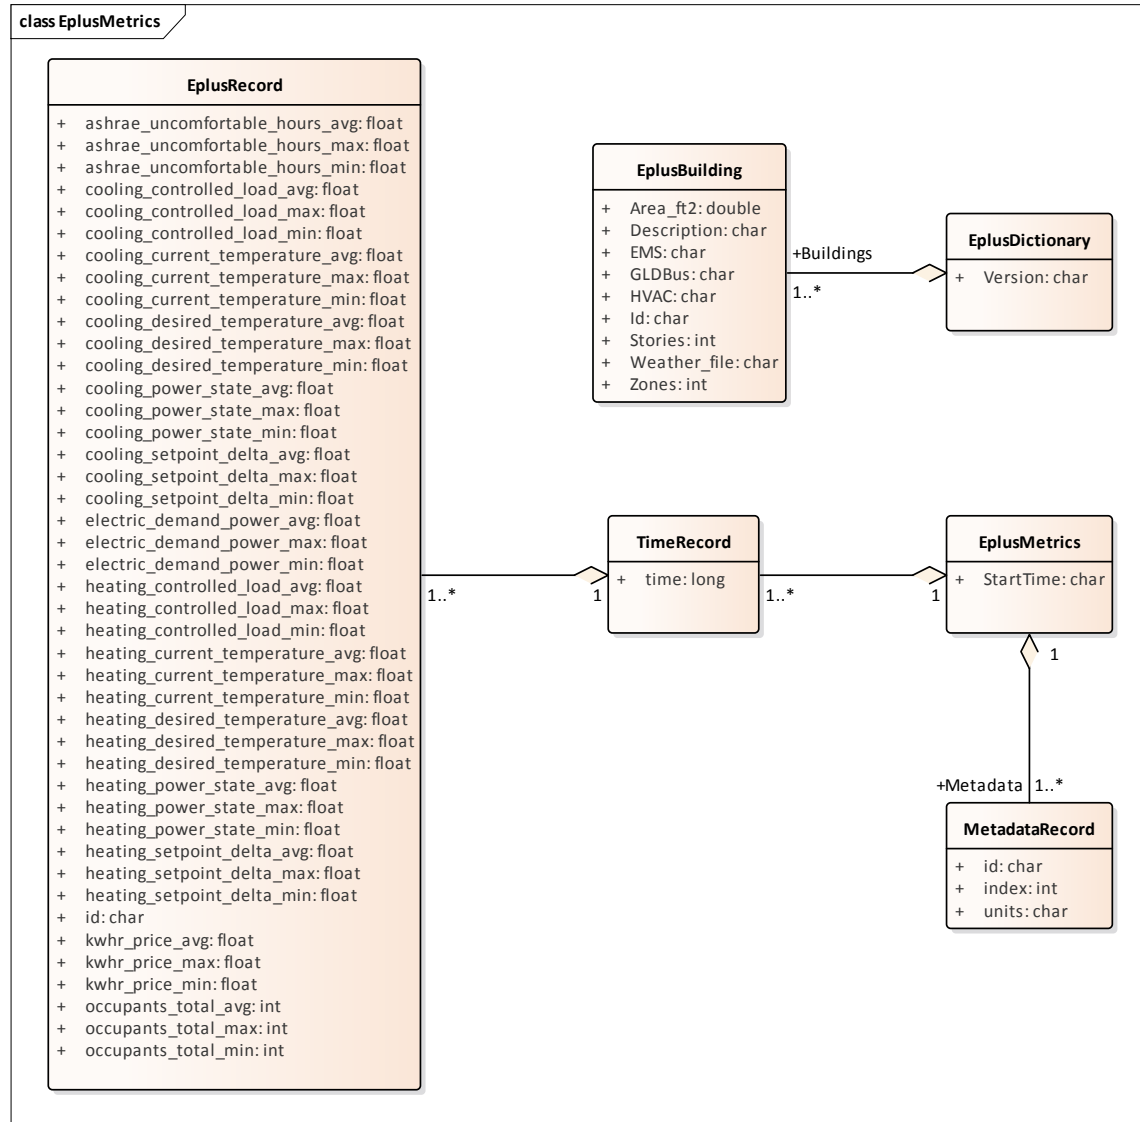 class EplusMetrics
EplusRecord
+ ashrae_uncomfortable_hours_avg: float
+ ashrae_uncomfortable_hours_max: float
+ ashrae_uncomfortable_hours_min: float
+ cooling_controlled_load_avg: float
+ cooling_controlled_load_max: float
+ cooling_controlled_load_min: float
+ cooling_current_temperature_avg: float
+ cooling_current_temperature_max: float
+ cooling_current_temperature_min: float
+ cooling_desired_temperature_avg: float
+ cooling_desired_temperature_max: float
+ cooling_desired_temperature_min: float
+ cooling_power_state_avg: float
+ cooling_power_state_max: float
+ cooling_power_state_min: float
+ cooling_setpoint_delta_avg: float
+ cooling_setpoint_delta_max: float
+ cooling_setpoint_delta_min: float
+ electric_demand_power_avg: float
+ electric_demand_power_max: float
+ electric_demand_power_min: float
+ heating_controlled_load_avg: float
+ heating_controlled_load_max: float
+ heating_controlled_load_min: float
+ heating_current_temperature_avg: float
+ heating_current_temperature_max: float
+ heating_current_temperature_min: float
+ heating_desired_temperature_avg: float
+ heating_desired_temperature_max: float
+ heating_desired_temperature_min: float
+ heating_power_state_avg: float
+ heating_power_state_max: float
+ heating_power_state_min: float
+ heating_setpoint_delta_avg: float
+ heating_setpoint_delta_max: float
+ heating_setpoint_delta_min: float
+ id: char
+ kwhr_price_avg: float
+ kwhr_price_max: float
+ kwhr_price_min: float
+ occupants_total_avg: int
+ occupants_total_max: int
+ occupants_total_min: int
EplusBuilding
+ Area_ft2: double
+ Description: char
+ EMS: char
+ GLDBus: char
+ HVAC: char
+ Id: char
+ Stories: int
+ Weather_file: char
+ Zones: int
+Buildings
1..*
EplusDictionary
+ Version: char
1..*
1
TimeRecord
+ time: long
1..*
1
EplusMetrics
+ StartTime: char
1
+Metadata 1..*
MetadataRecord
+ id: char
+ index: int
+ units: char